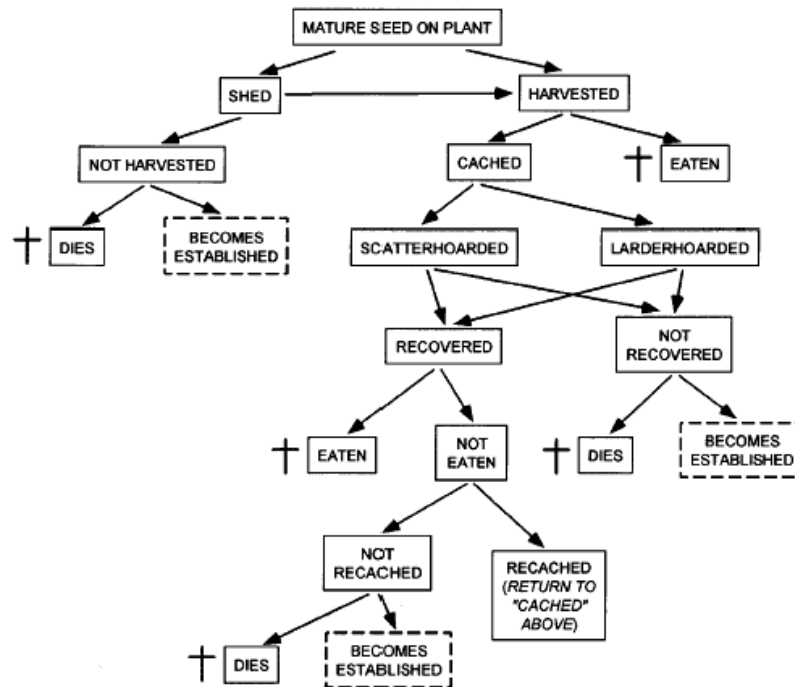 MATURE SEED ON PLANT
SHED
HARVESTED
NOT HARVESTED
CACHED
EATEN
DIES
BECOMES
ESTABLISHED
SCATTERHOARDED
LARDERHOARDED
RECOVERED
NOT
RECOVERED
EATEN
NOT
EATEN
DIES
BECOMES
ESTABLISHED
NOT
RECACHED
RECACHED
(RETURN TO
"CACHED"
ABOVE)
DIES
BECOMES
ESTABLISHED